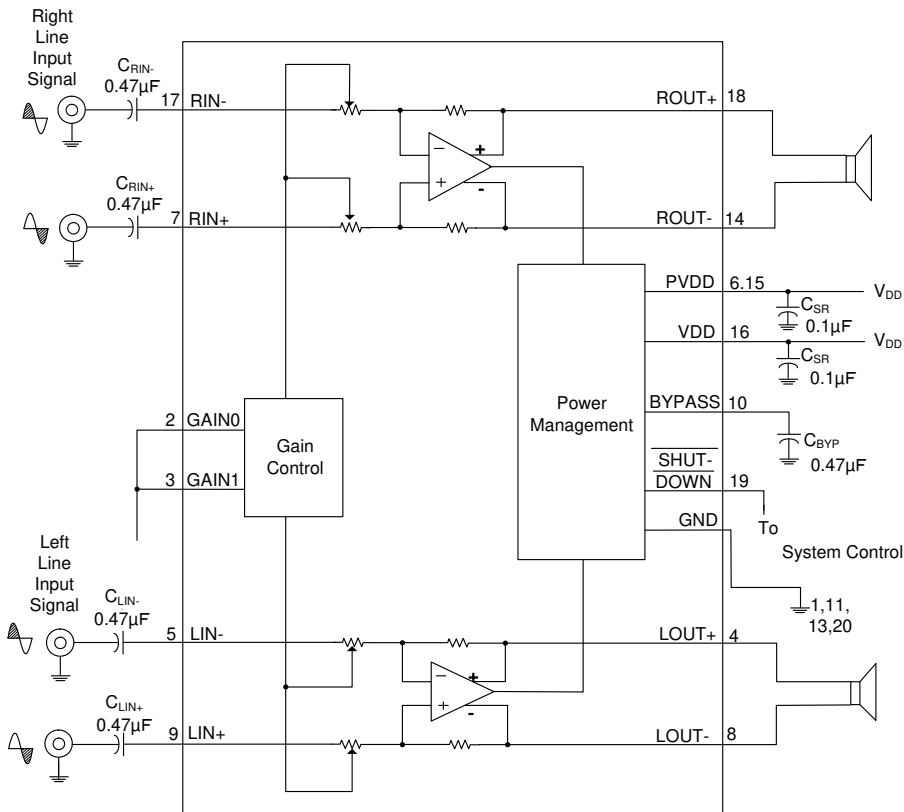 Right
Line
Input
Signal
C_RIN-
0.47µF
17 RIN-
ROUT+ 18
C_RIN+
0.47µF
7 RIN+
ROUT- 14
- +
+ -
PVDD 6.15
V_DD
C_SR
0.1µF
VDD 16
V_DD
C_SR
0.1µF
BYPASS 10
C_BYP
0.47µF
Power
Management
SHUT-
DOWN 19
To
System Control
GND
1,11,
13,20
2 GAIN0
3 GAIN1
Gain
Control
Left
Line
Input
Signal
C_LIN-
0.47µF
5 LIN-
LOUT+ 4
- +
+ -
C_LIN+
0.47µF
9 LIN+
LOUT- 8